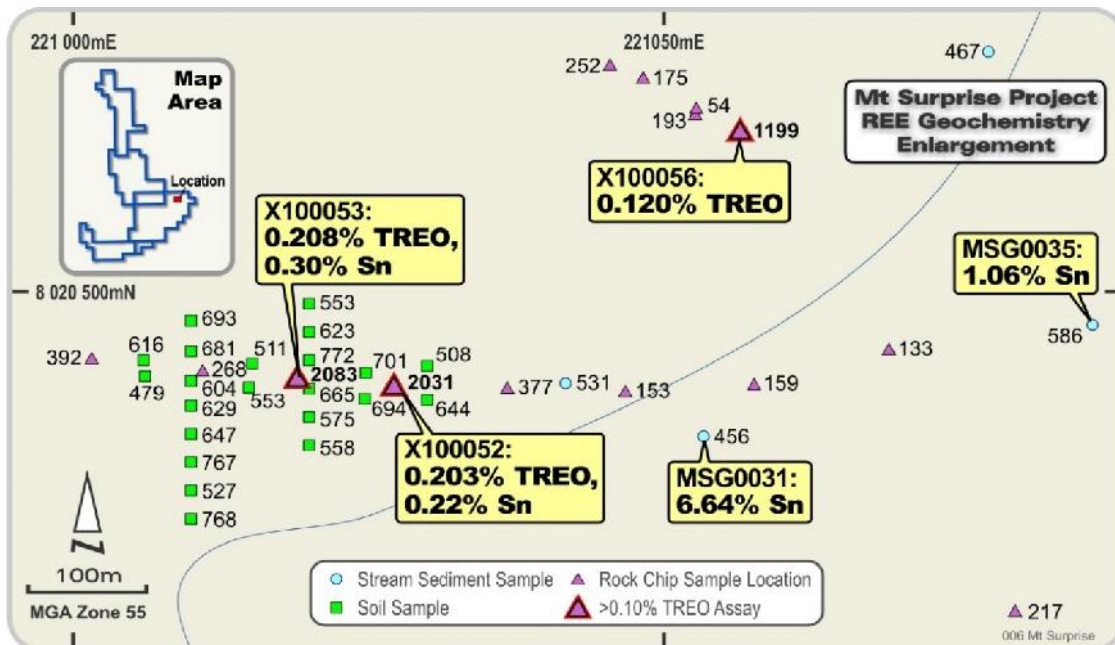 221 000mE
221050mE
Map
Area
Location
467
Mt Surprise Project
REE Geochemistry
Enlargement
252
175
54
193
1199
X100056:
0.120% TREO
X100053:
0.208% TREO,
0.30% Sn
MSG0035:
1.06% Sn
8 020 500mN
586
693
553
623
616
681
511
772
701
508
392
268
2083
2031
133
479
604
553
665
694
644
377
531
153
159
629
575
647
558
456
767
527
768
X100052:
0.203% TREO,
0.22% Sn
MSG0031:
6.64% Sn
N
100m
MGA Zone 55
Stream Sediment Sample
Rock Chip Sample Location
Soil Sample
>0.10% TREO Assay
217
006 Mt Surprise